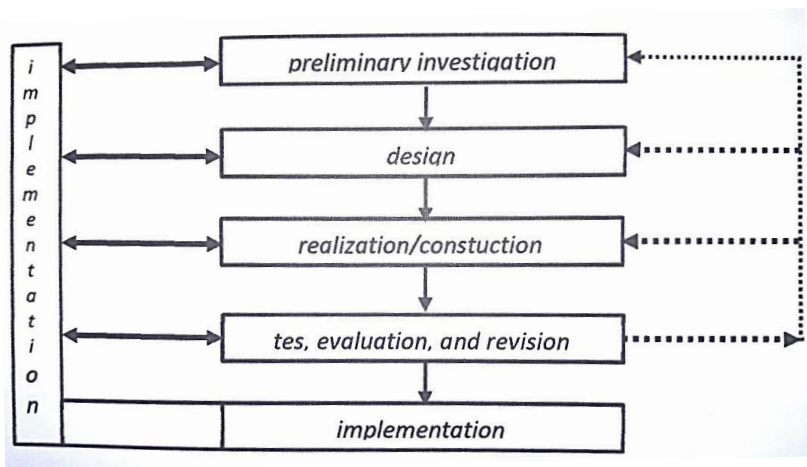 implementation
preliminary investigation
design
realization/constuction
tes, evaluation, and revision
implementation